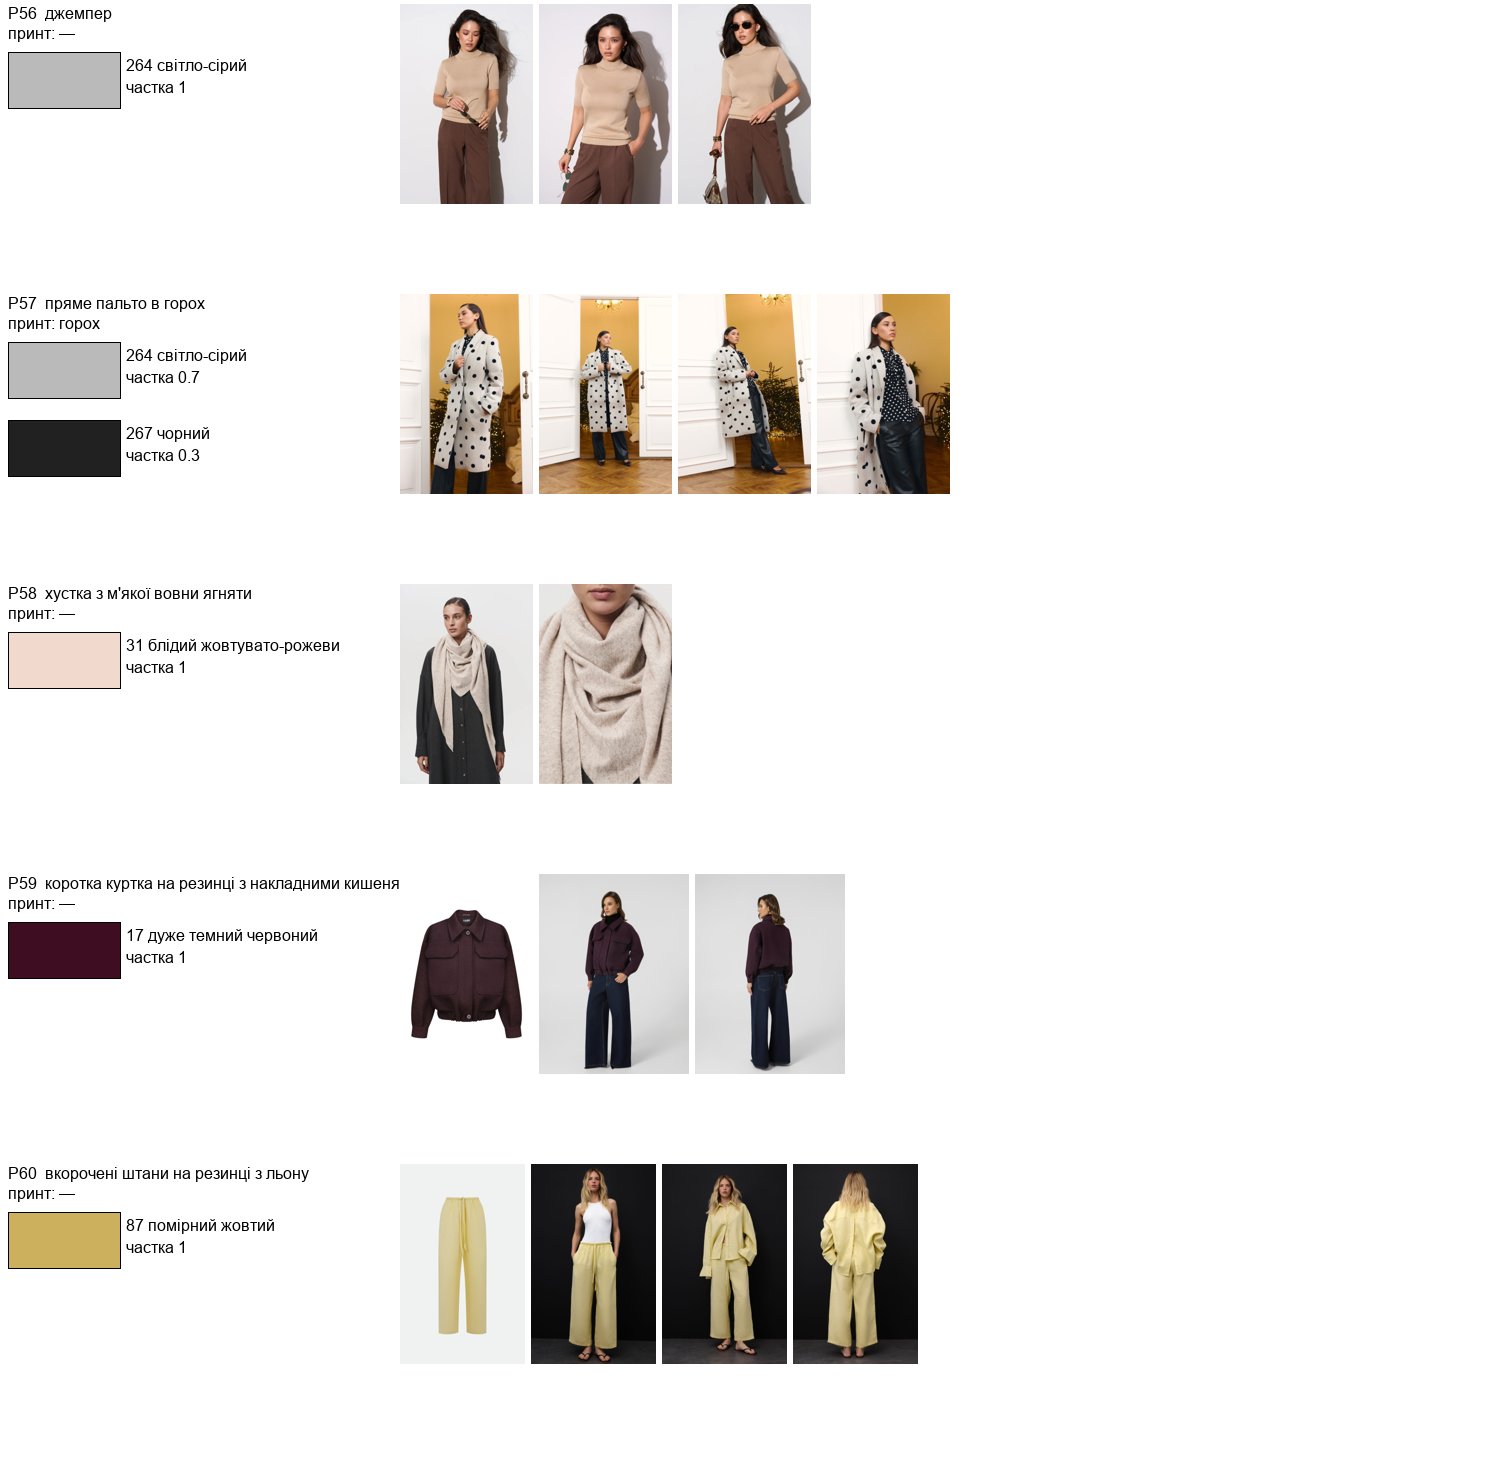 P56 джемпер
принт: —
264 світло-сірий
частка 1
P57 пряме пальто в горох
принт: горох
264 світло-сірий
частка 0.7
267 чорний
частка 0.3
P58 хустка з м'якої вовни ягняти
принт: —
31 блідий жовтувато-рожеви
частка 1
P59 коротка куртка на резинці з накладними кишеня
принт: —
17 дуже темний червоний
частка 1
P60 вкорочені штани на резинці з льону
принт: —
87 помірний жовтий
частка 1